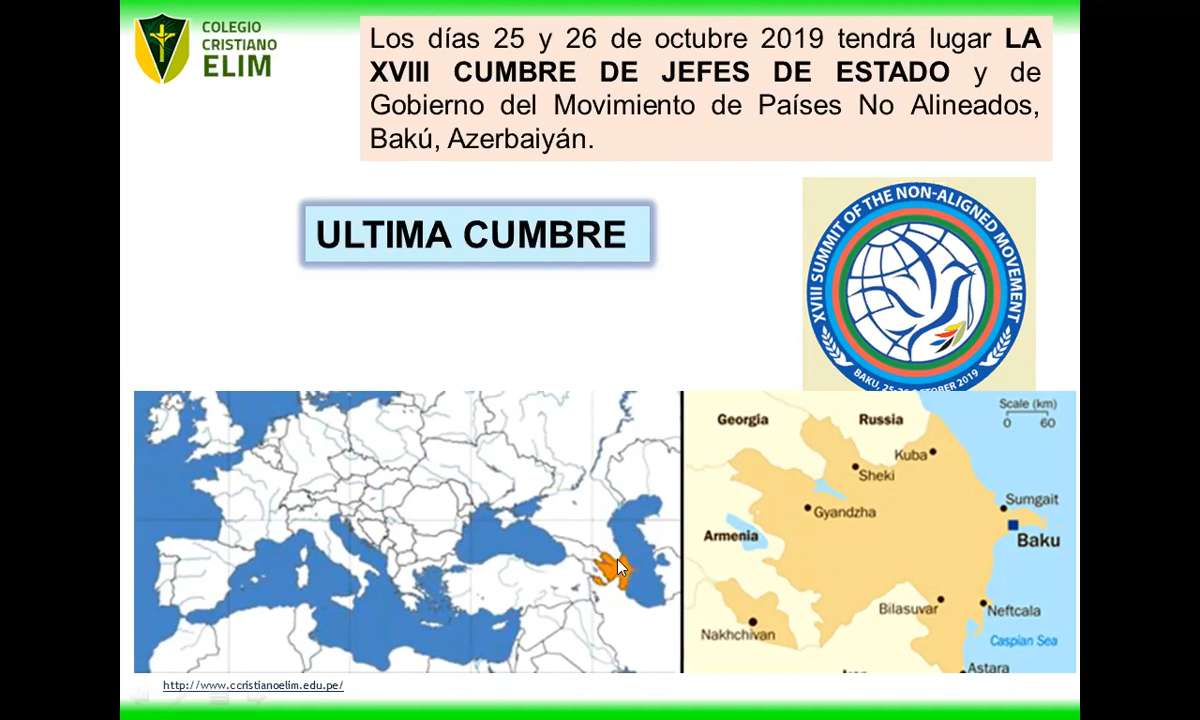 COLEGIO
CRISTIANO
ELIM
Los días 25 y 26 de octubre 2019 tendrá lugar LA
XVIII CUMBRE DE JEFES DE ESTADO y de
Gobierno del Movimiento de Países No Alineados,
Bakú, Azerbaiyán.
ULTIMA CUMBRE
XVIII SUMMIT OF THE NON-ALIGNED MOVEMENT
BAKU, 25-26 OCTOBER 2019
Georgia
Russia
Scale (km)
0 60
Kuba
Sheki
Sumgait
Gyandzha
Armenia
Baku
Bilasuvar
Neftcala
Nakhchivan
Caspian Sea
Astara
Iran
http://www.ccristianoelim.edu.pe/